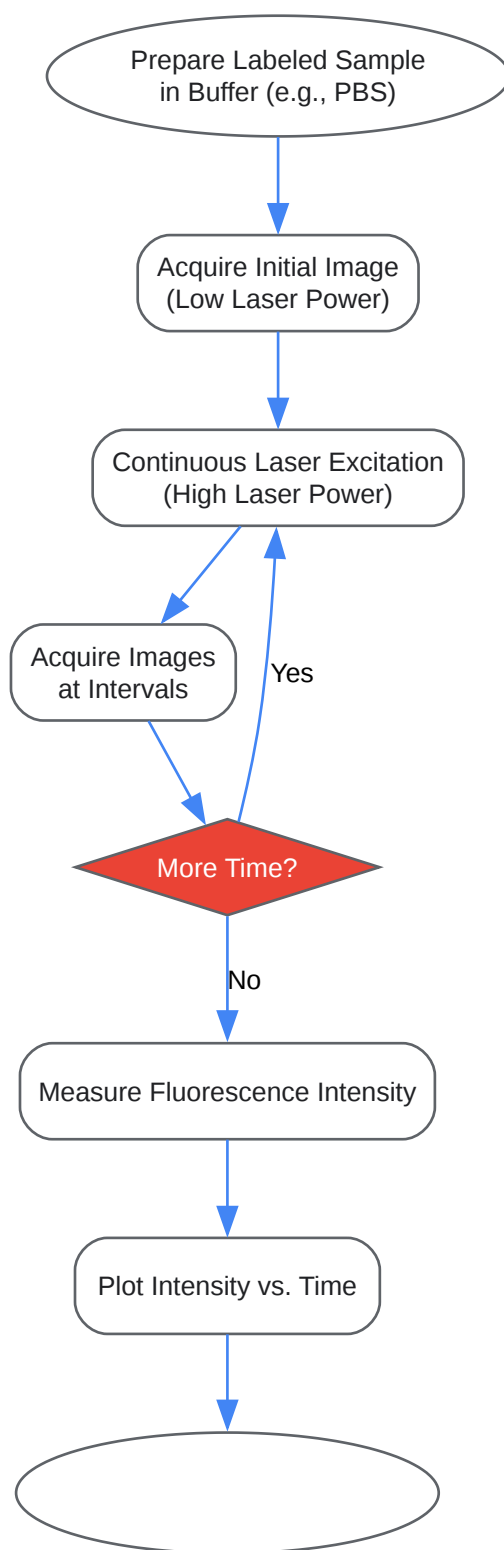 Prepare Labeled Sample
in Buffer (e.g., PBS)
Acquire Initial Image
(Low Laser Power)
Continuous Laser Excitation
(High Laser Power)
Acquire Images
at Intervals
Yes
More Time?
No
Measure Fluorescence Intensity
Plot Intensity vs. Time